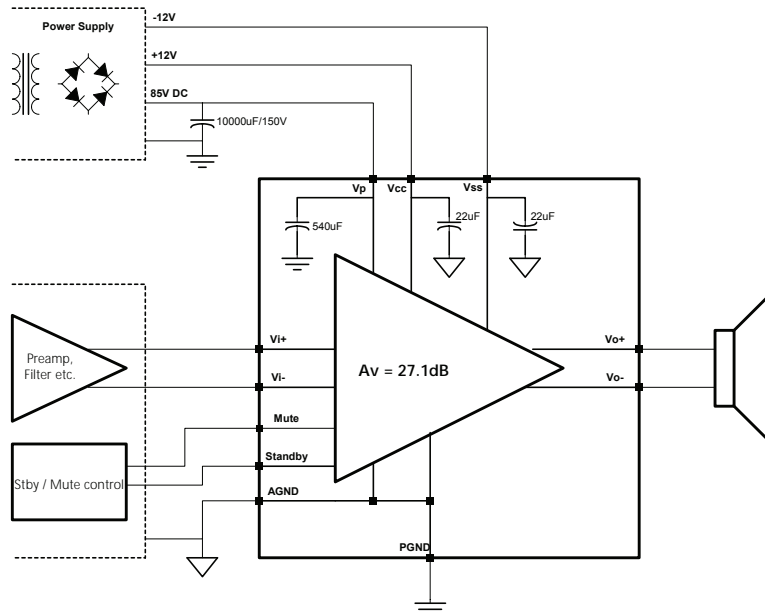 Power Supply
-12V
+12V
85V DC
10000uF/150V
Vp
Vcc
Vss
540uF
22uF
22uF
Preamp,
Filter etc.
Vi+
Vi-
Av = 27.1dB
Vo+
Vo-
Mute
Standby
Stby / Mute control
AGND
PGND